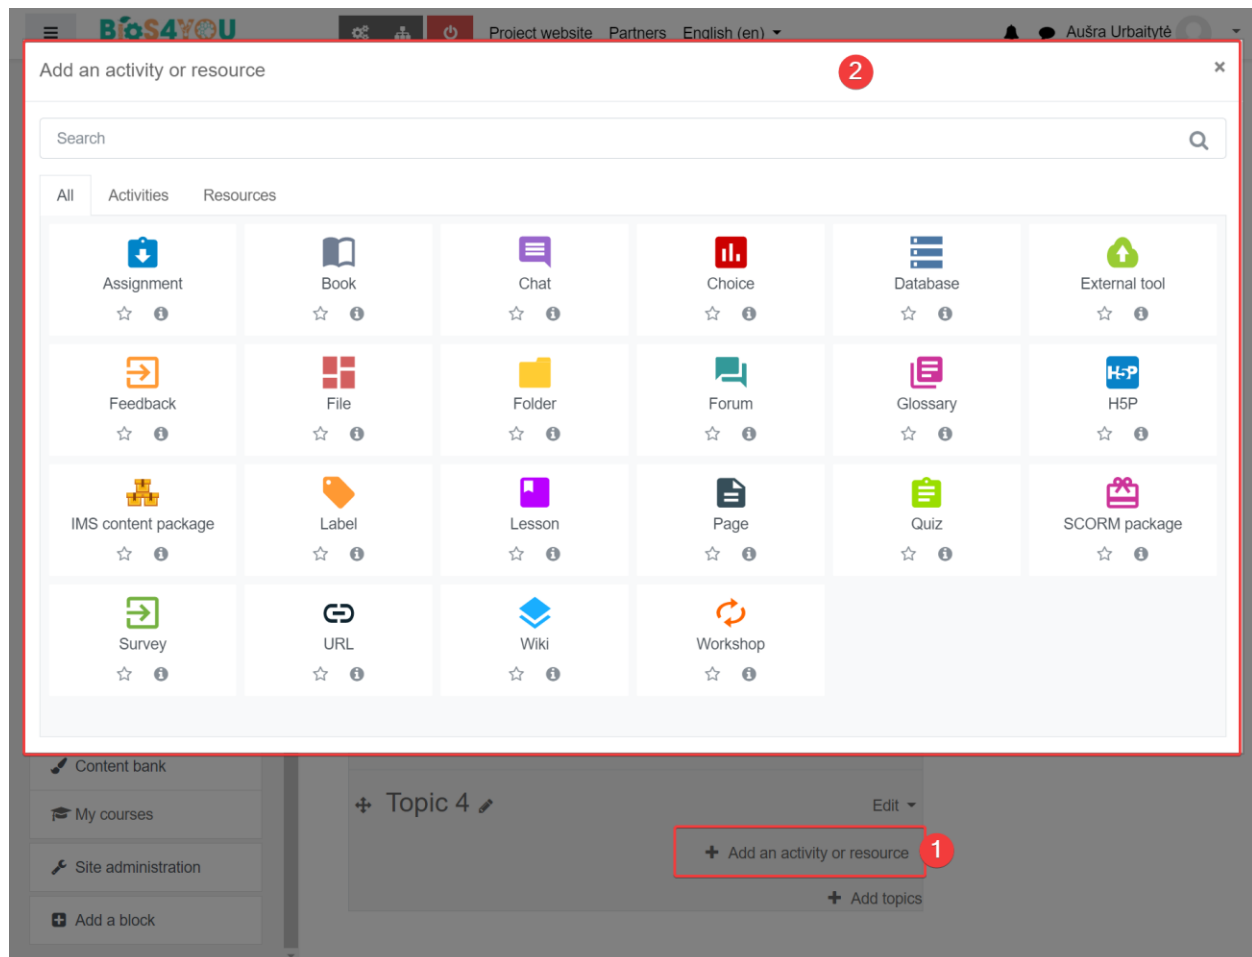 BioS4YOU
Project website Partners English (en)
Aušra Urbaitytė
Add an activity or resource
2
×
Search
All Activities Resources
Assignment Book Chat Choice Database External tool
Feedback File Folder Forum Glossary H5P
H5P
IMS content package Label Lesson Page Quiz SCORM package
Survey URL Wiki Workshop
Content bank
My courses
Site administration
Add a block
Topic 4
Edit
Add an activity or resource
1
Add topics